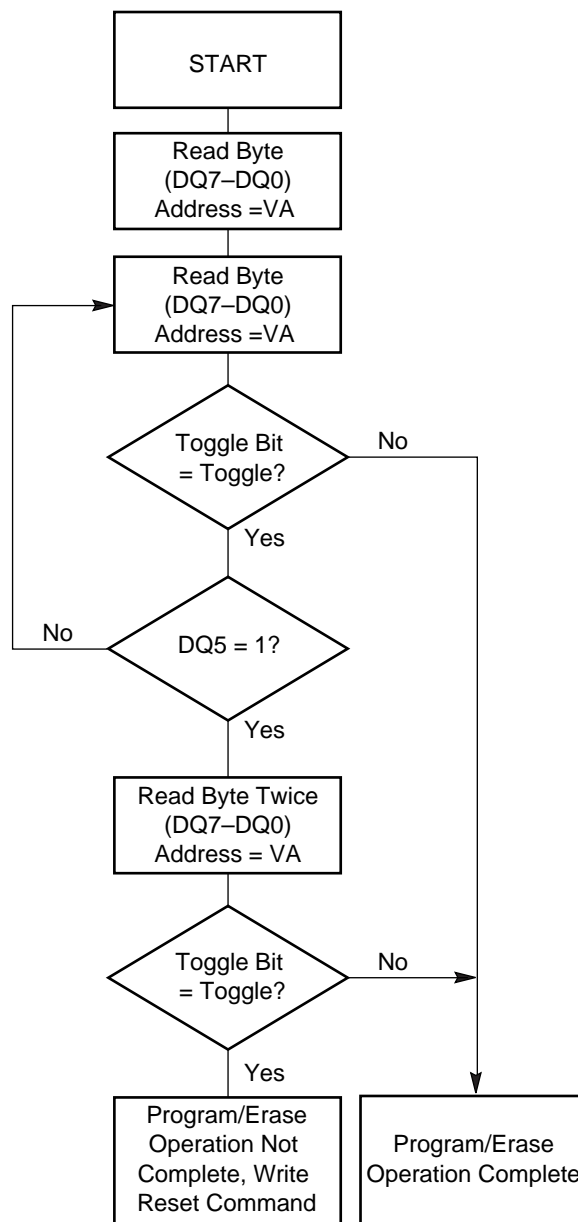 START
Read Byte
(DQ7–DQ0)
Address =VA
Read Byte
(DQ7–DQ0)
Address =VA
Toggle Bit
= Toggle?
No
Yes
No
DQ5 = 1?
Yes
Read Byte Twice
(DQ7–DQ0)
Address = VA
Toggle Bit
= Toggle?
No
Yes
Program/Erase
Operation Not
Complete, Write
Reset Command
Program/Erase
Operation Complete